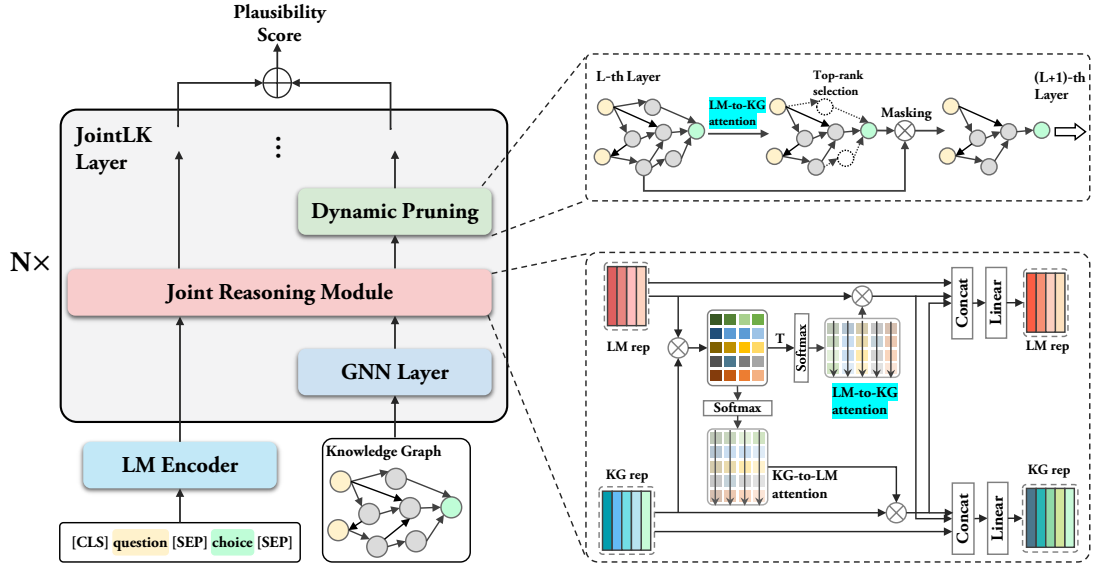 Plausibility
Score
JointLK
Layer
...
Dynamic Pruning
N×
Joint Reasoning Module
GNN Layer
LM Encoder
Knowledge Graph
[CLS] question [SEP] choice [SEP]
L-th Layer
LM-to-KG
attention
Top-rank
selection
Masking
(L+1)-th
Layer
LM rep
T
Softmax
LM-to-KG
attention
Softmax
KG-to-LM
attention
KG rep
Concat
Linear
LM rep
KG rep
Concat
Linear